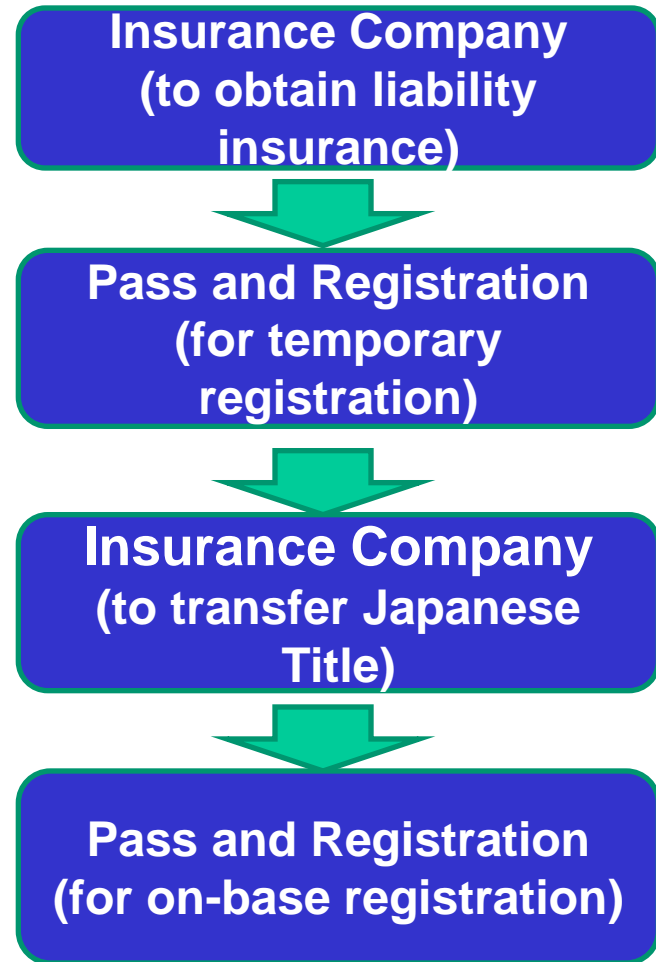 Insurance Company
(to obtain liability
insurance)
Pass and Registration
(for temporary
registration)
Insurance Company
(to transfer Japanese
Title)
Pass and Registration
(for on-base registration)